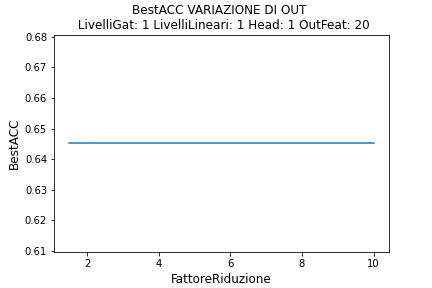 BestACC VARIAZIONE DI OUT
LivelliGat: 1 LivelliLineari: 1 Head: 1 OutFeat: 20
0.68
0.67
0.66
0.65
0.64
0.63
0.62
0.61
BestACC
2 4 6 8 10
FattoreRiduzione